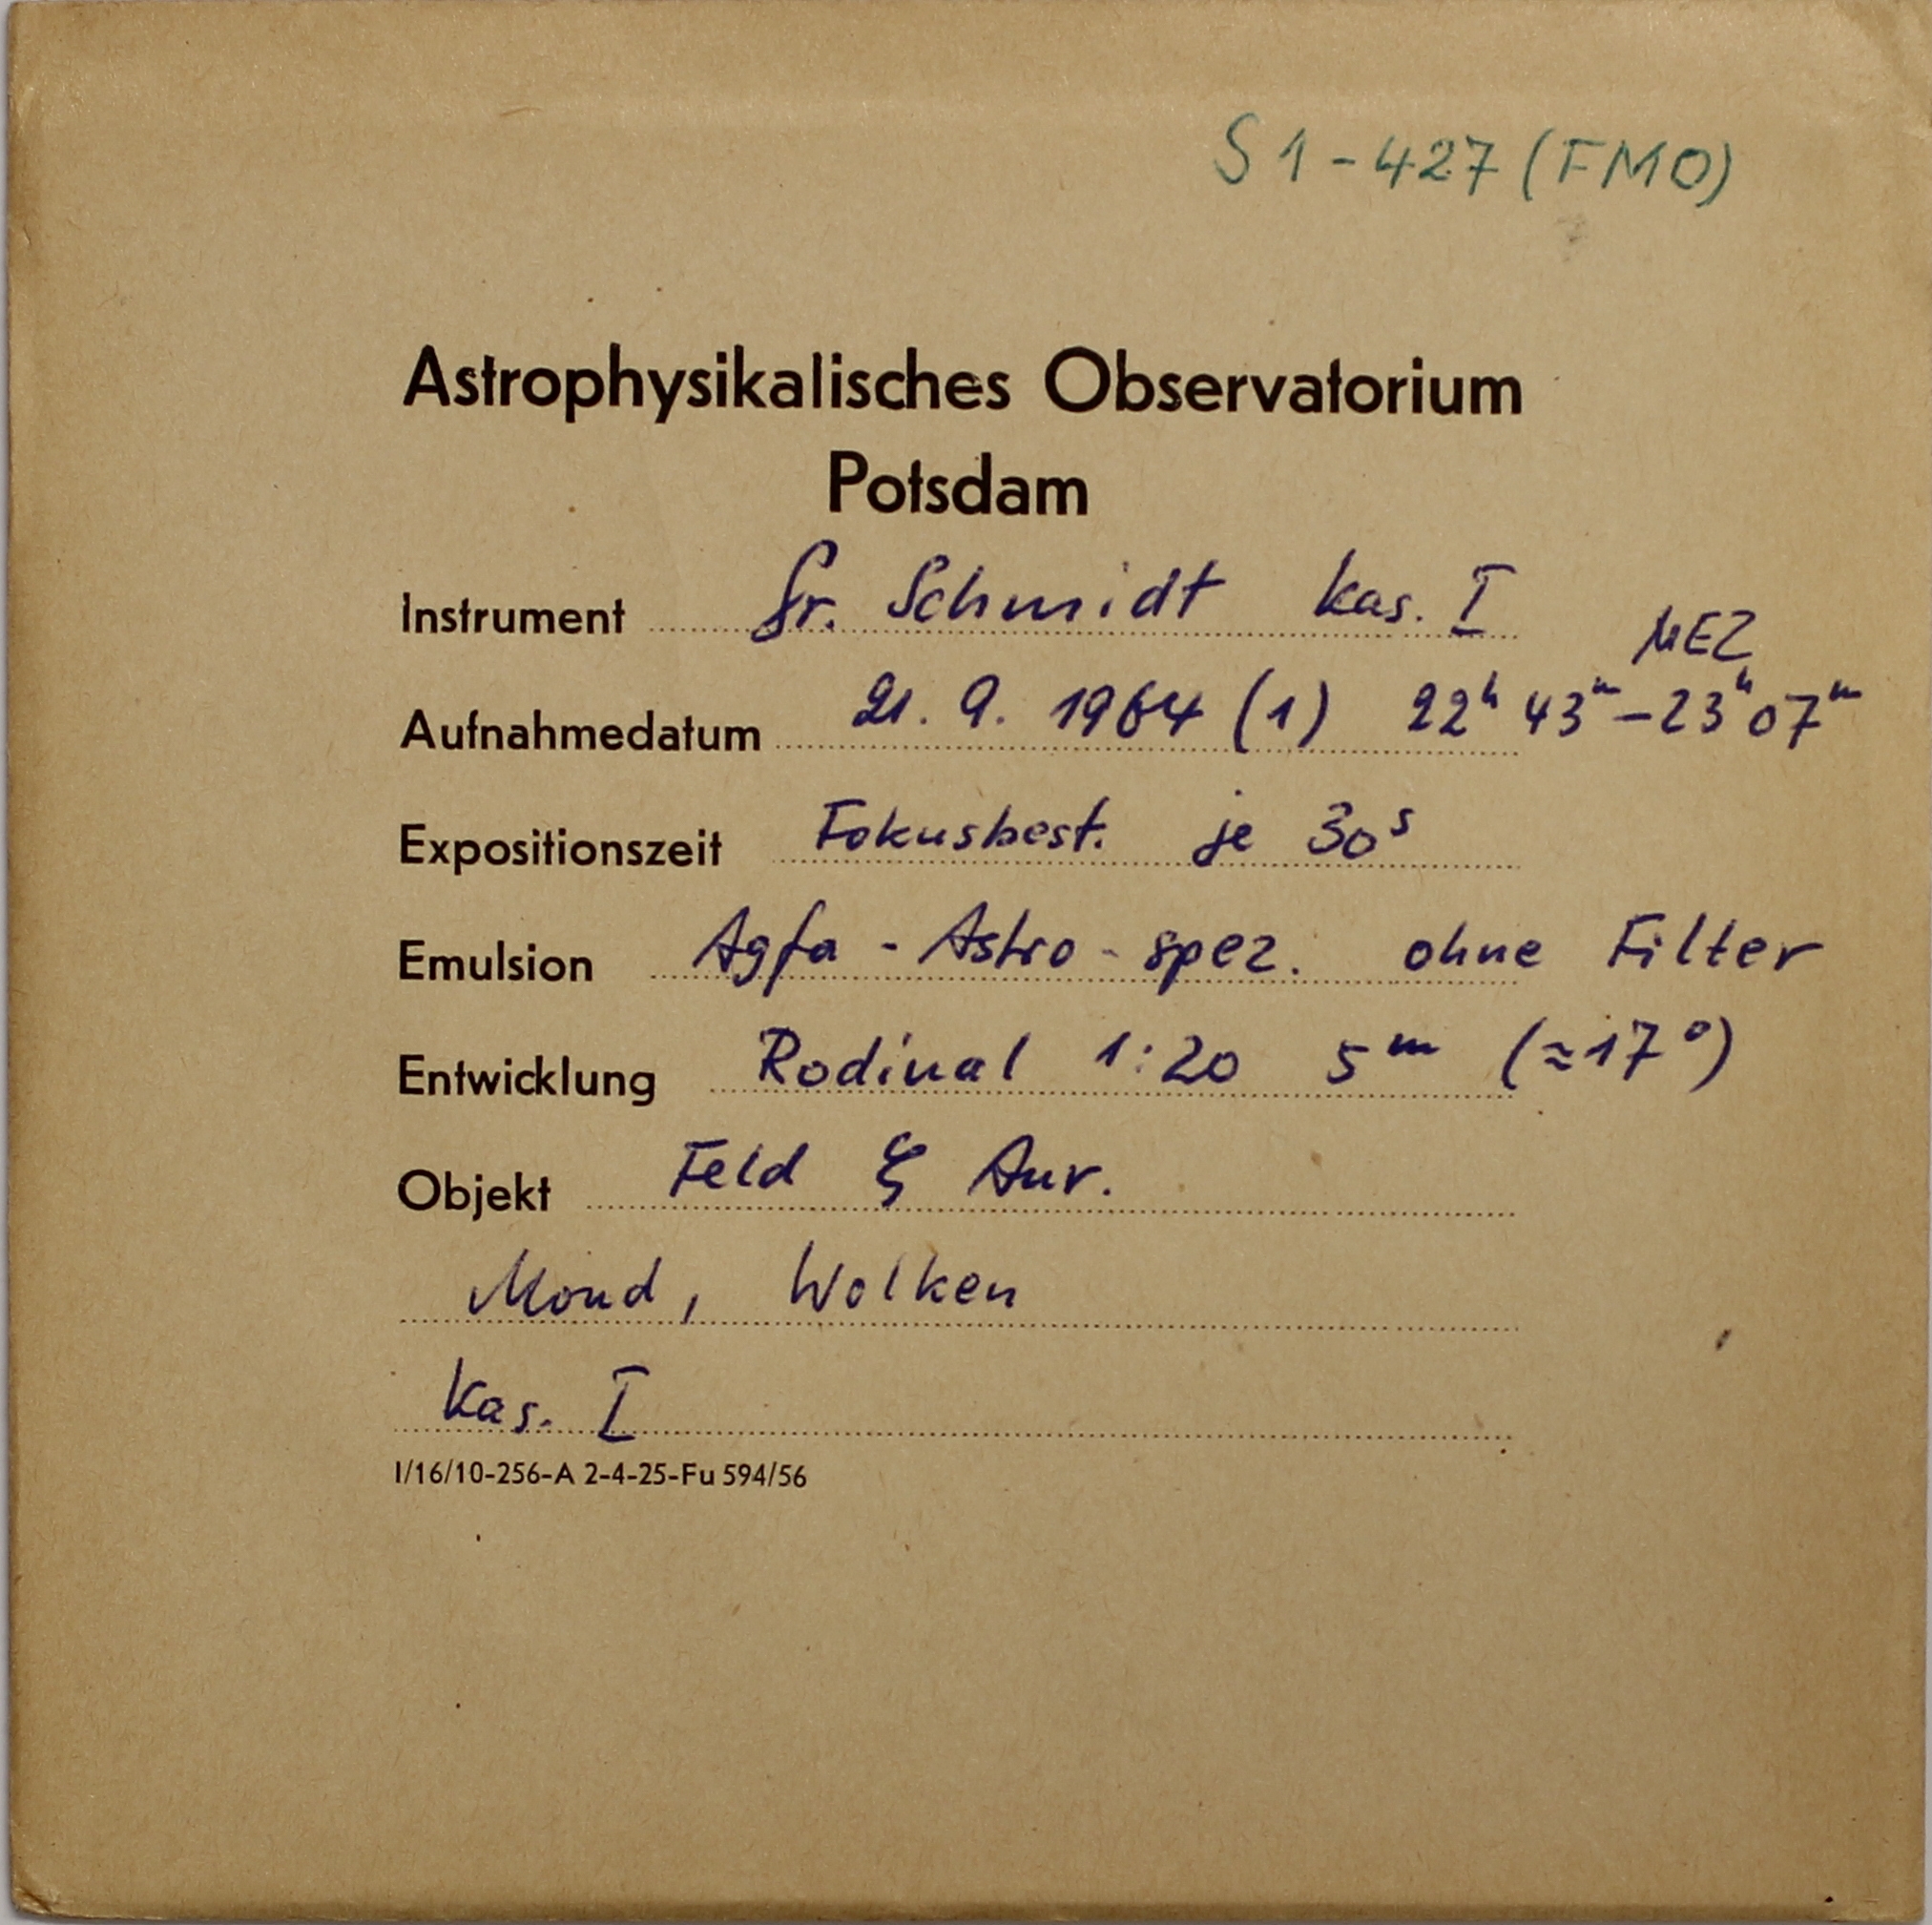 S 1 - 427 (FMO)
Astrophysikalisches Observatorium
Potsdam
Instrument Gr. Schmidt Kas. I
MEZ
Aufnahmedatum 21. 9. 1964 (1) 22ʰ 43ᵐ – 23ʰ 07ᵐ
Expositionszeit Fokusbest. je 30ˢ
Emulsion Agfa - Astro - spez. ohne Filter
Entwicklung Rodinal 1:20 5ᵐ (≈17°)
Objekt Feld ζ Aur.
Mond, Wolken
Kas. I
I/16/10-256-A 2-4-25-Fu 594/56